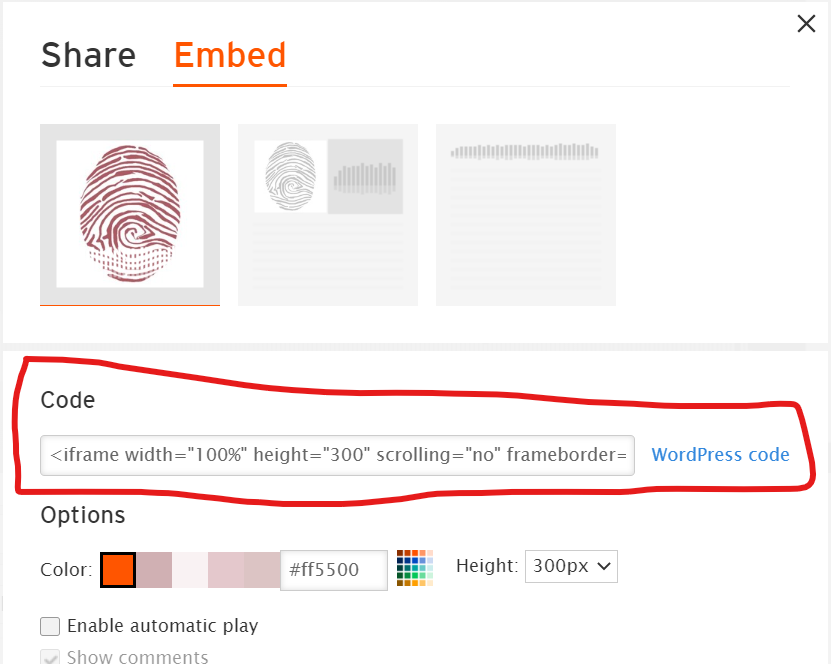 Share Embed
Code
<iframe width="100%" height="300" scrolling="no" frameborder=
WordPress code
Options
Color: #ff5500 Height: 300px
Enable automatic play
Show comments